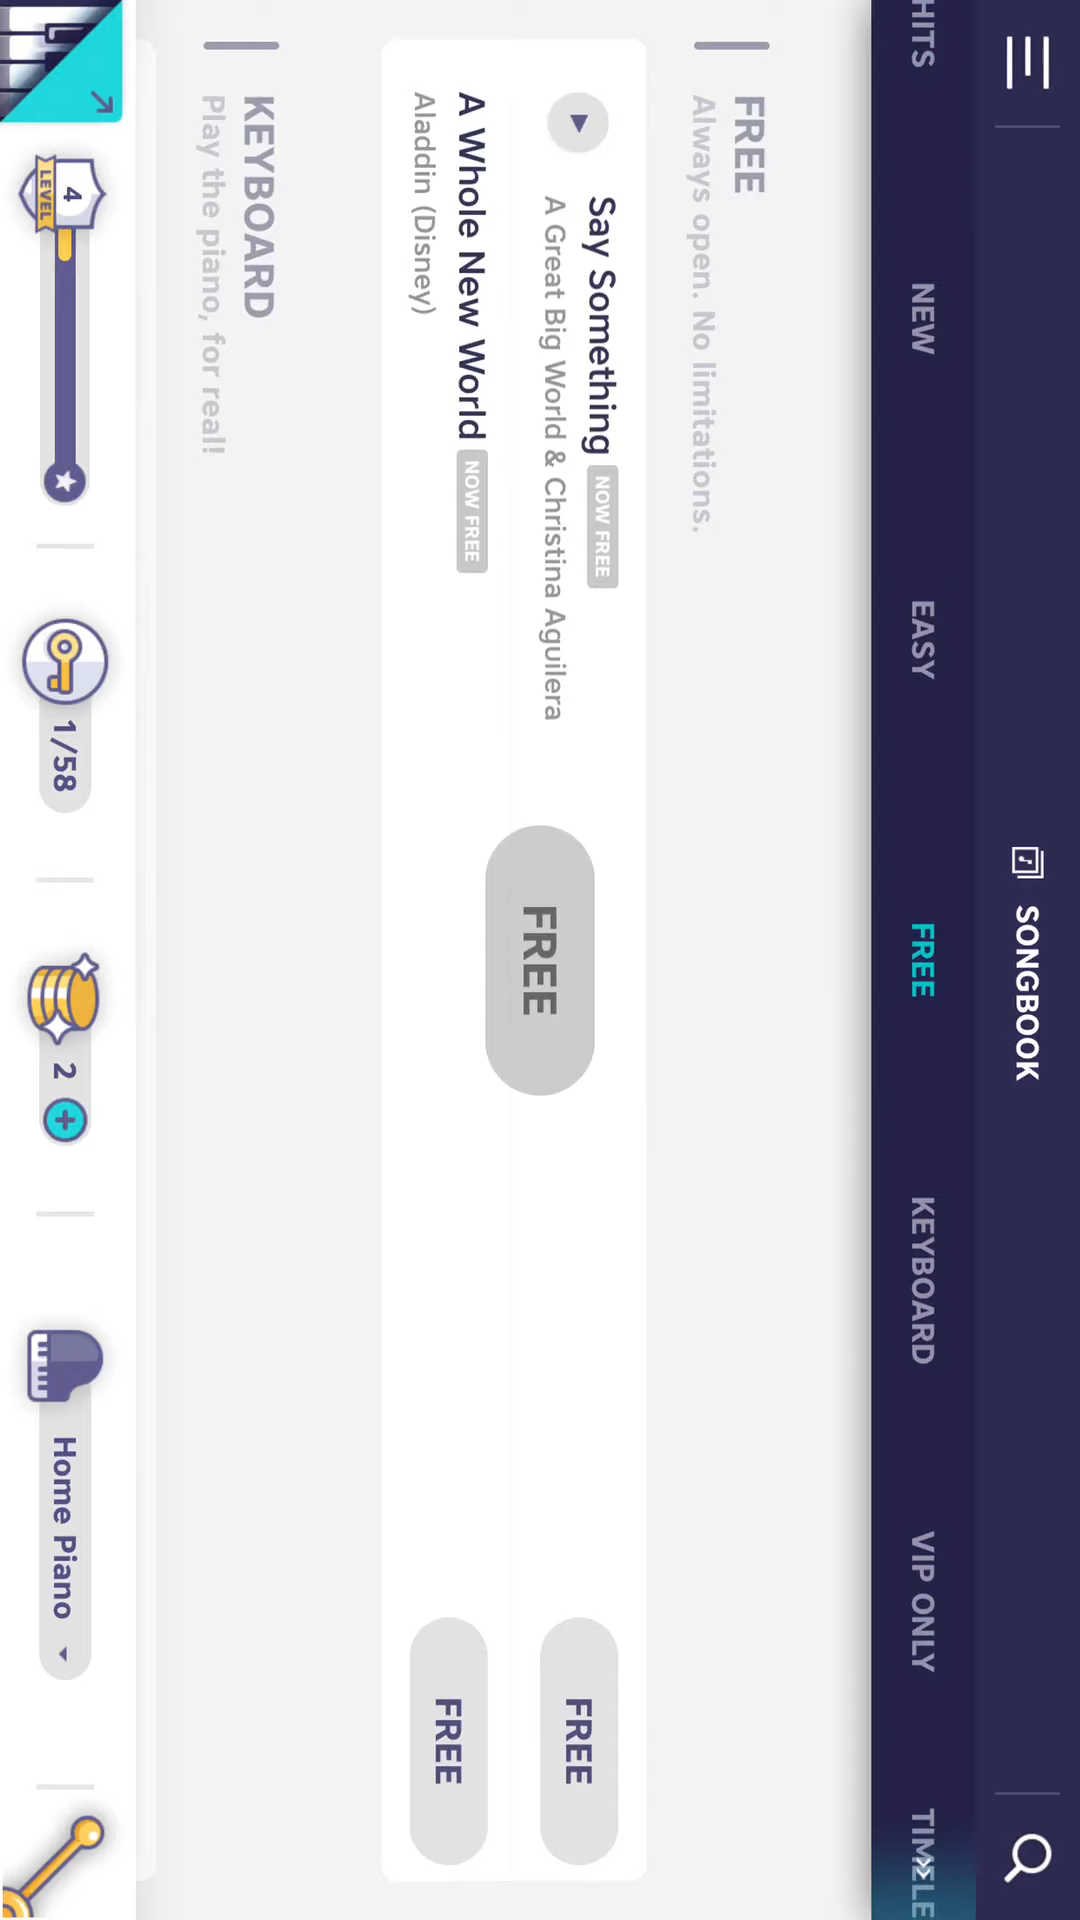 SONGBOOK
HITS
NEW
EASY
FREE
KEYBOARD
VIP ONLY
TIMELE
FREE
Always open. No limitations.
Say Something NOW FREE
A Great Big World & Christina Aguilera
FREE
FREE
A Whole New World NOW FREE
Aladdin (Disney)
FREE
KEYBOARD
Play the piano, for real!
4
LEVEL
1/58
2
Home Piano